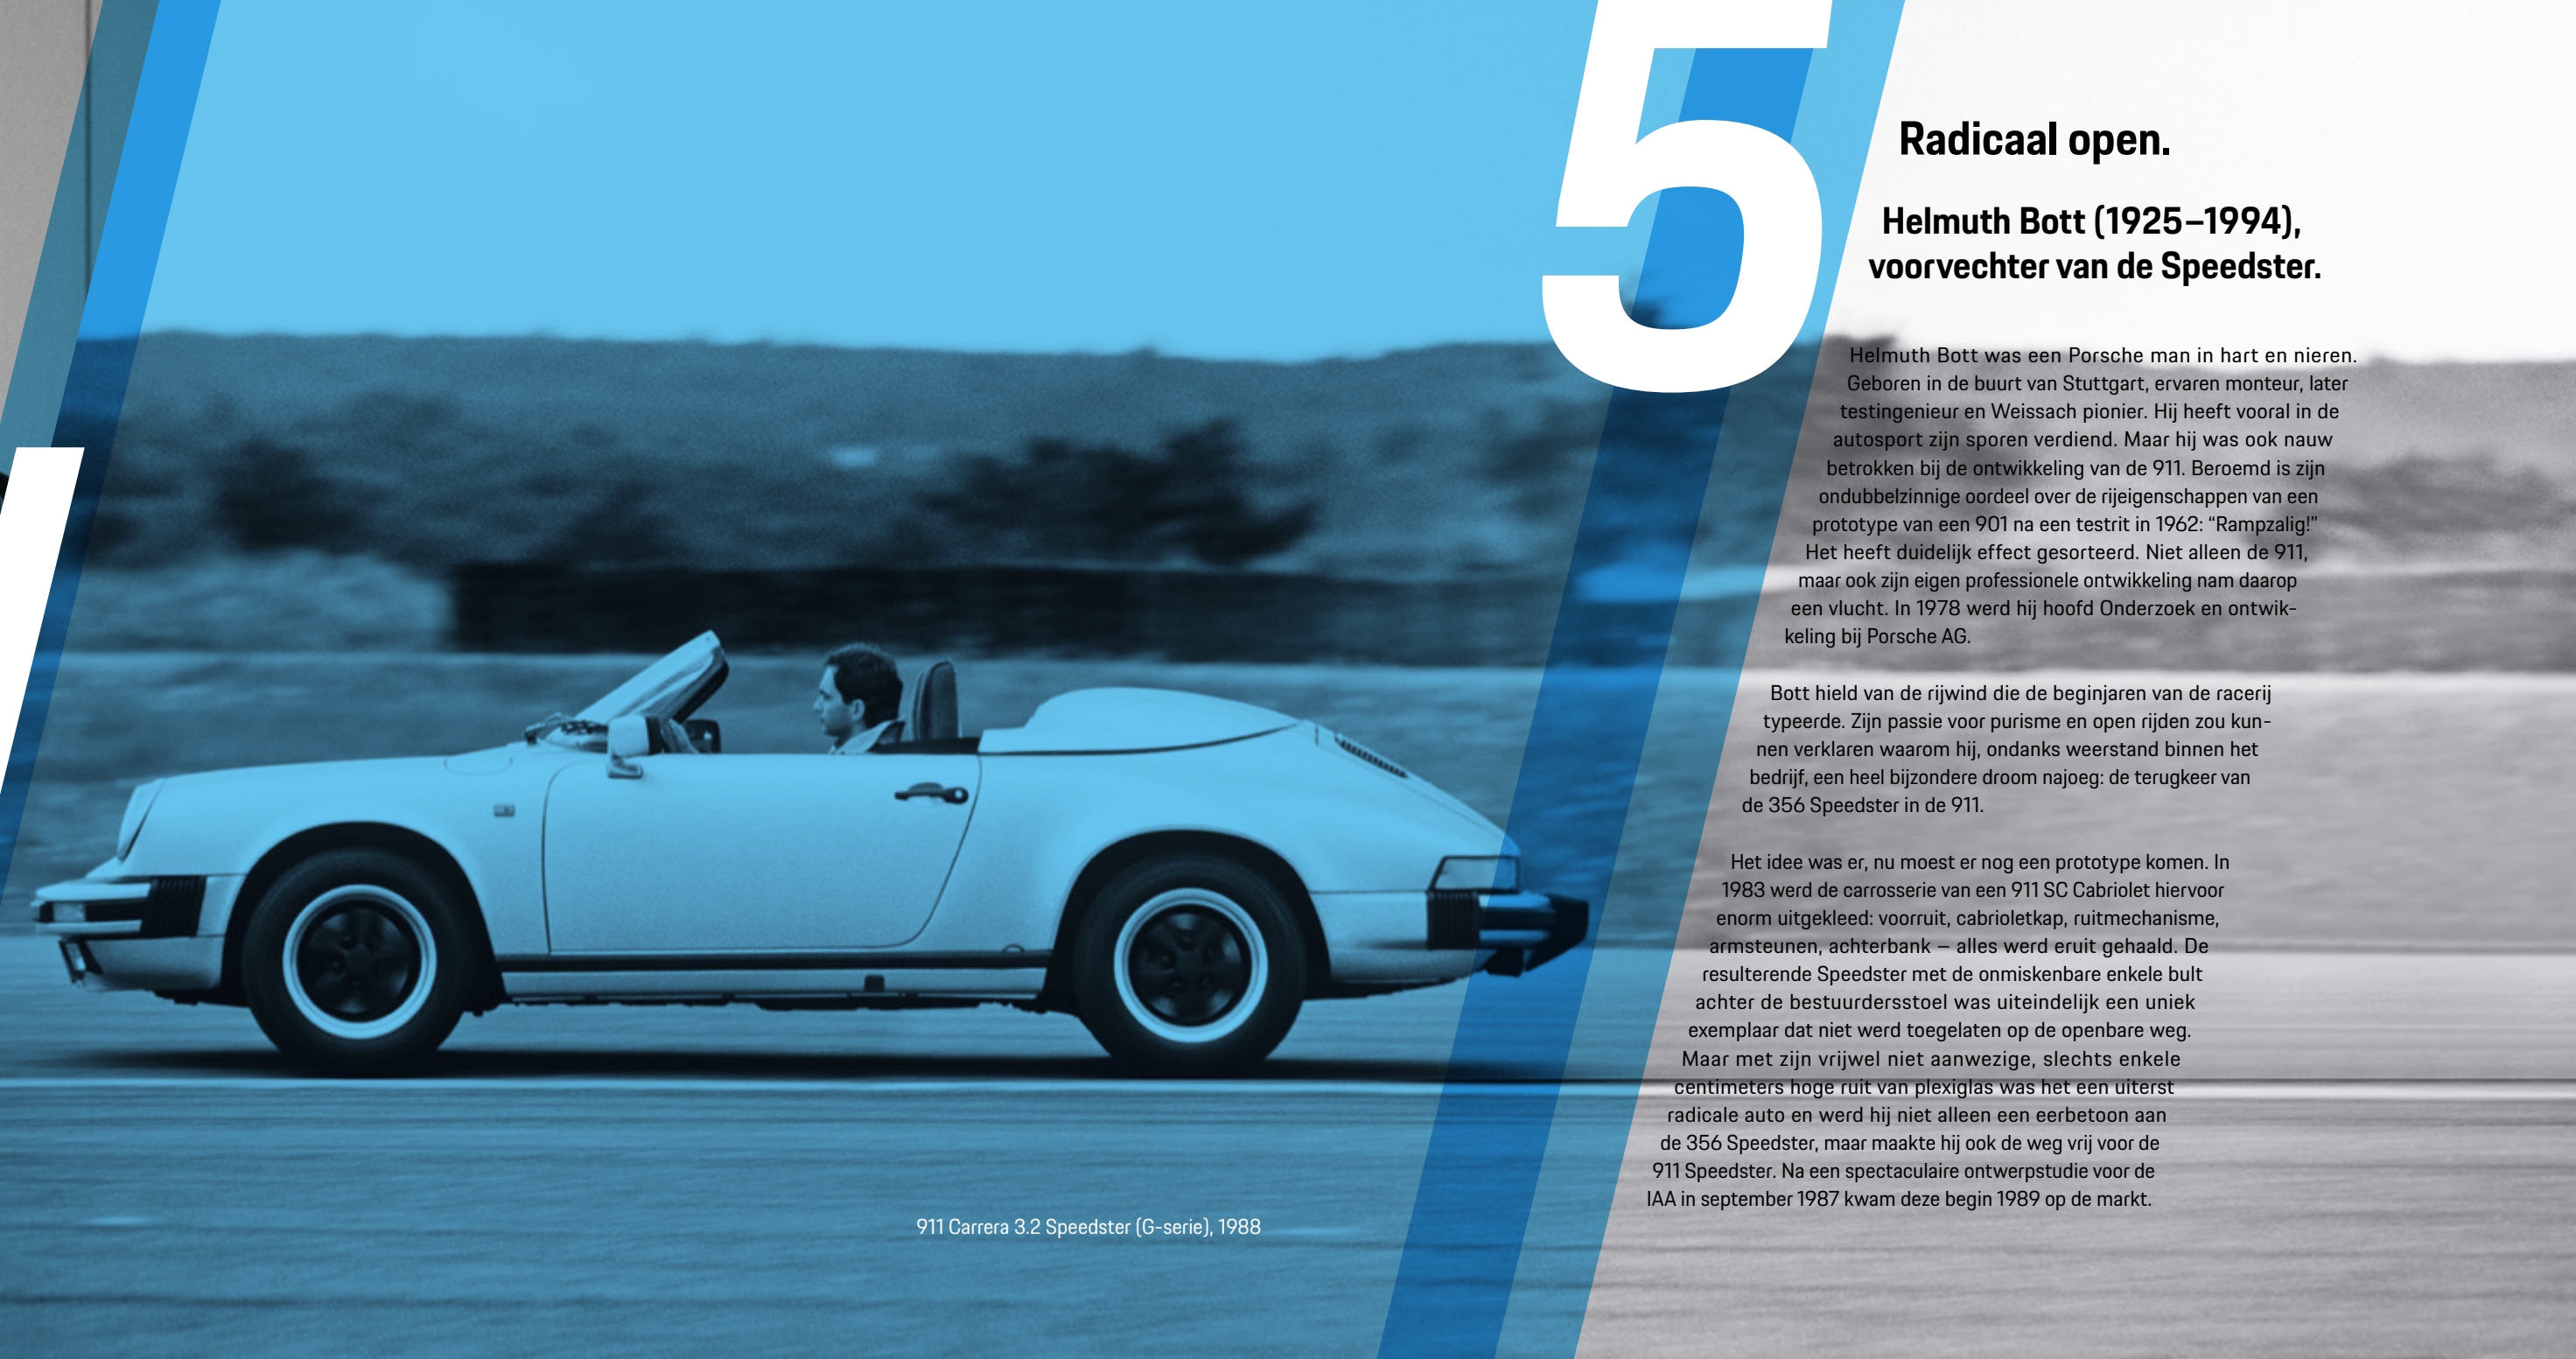 5
Radicaal open.
Helmuth Bott (1925–1994),
voorvechter van de Speedster.
Helmuth Bott was een Porsche man in hart en nieren.
Geboren in de buurt van Stuttgart, ervaren monteur, later
testingenieur en Weissach pionier. Hij heeft vooral in de
autosport zijn sporen verdiend. Maar hij was ook nauw
betrokken bij de ontwikkeling van de 911. Beroemd is zijn
ondubbelzinnige oordeel over de rijeigenschappen van een
prototype van een 901 na een testrit in 1962: “Rampzalig!”
Het heeft duidelijk effect gesorteerd. Niet alleen de 911,
maar ook zijn eigen professionele ontwikkeling nam daarop
een vlucht. In 1978 werd hij hoofd Onderzoek en ontwik-
keling bij Porsche AG.
Bott hield van de rijwind die de beginjaren van de racerij
typeerde. Zijn passie voor purisme en open rijden zou kun-
nen verklaren waarom hij, ondanks weerstand binnen het
bedrijf, een heel bijzondere droom najoeg: de terugkeer van
de 356 Speedster in de 911.
Het idee was er, nu moest er nog een prototype komen. In
1983 werd de carrosserie van een 911 SC Cabriolet hiervoor
enorm uitgekleed: voorruit, cabrioletkap, ruitmechanisme,
armsteunen, achterbank – alles werd eruit gehaald. De
resulterende Speedster met de onmiskenbare enkele bult
achter de bestuurdersstoel was uiteindelijk een uniek
exemplaar dat niet werd toegelaten op de openbare weg.
Maar met zijn vrijwel niet aanwezige, slechts enkele
centimeters hoge ruit van plexiglas was het een uiterst
radicale auto en werd hij niet alleen een eerbetoon aan
de 356 Speedster, maar maakte hij ook de weg vrij voor de
911 Speedster. Na een spectaculaire ontwerpstudie voor de
IAA in september 1987 kwam deze begin 1989 op de markt.
911 Carrera 3.2 Speedster (G-serie), 1988